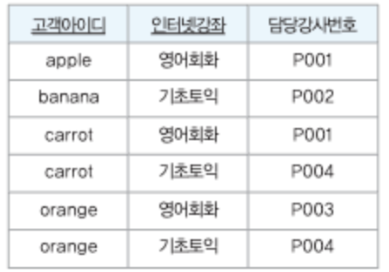 고객아이디 인터넷강좌 담당강사번호
apple 영어회화 P001
banana 기초토익 P002
carrot 영어회화 P001
carrot 기초토익 P004
orange 영어회화 P003
orange 기초토익 P004